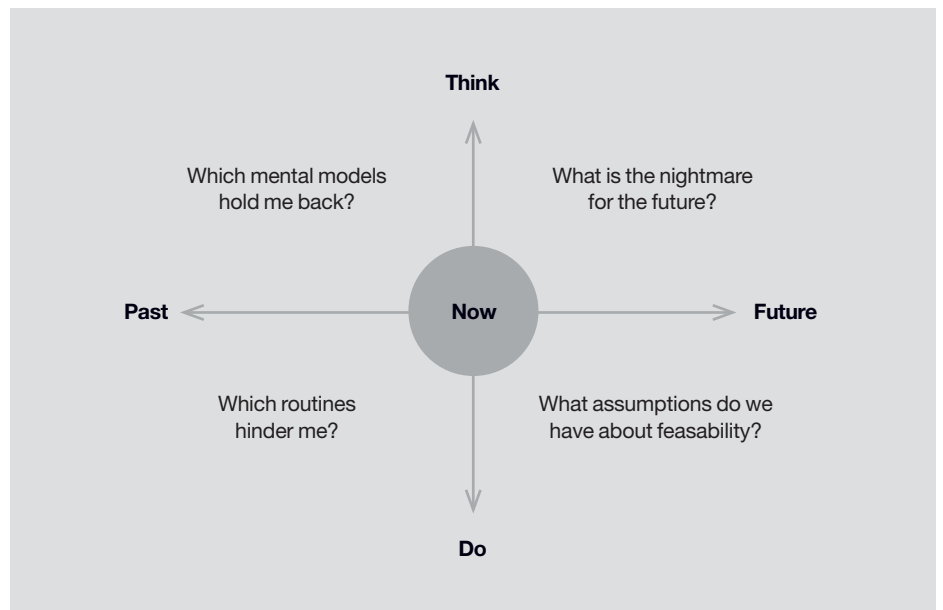 Think
Which mental models
hold me back?
What is the nightmare
for the future?
Past
Now
Future
Which routines
hinder me?
What assumptions do we
have about feasability?
Do